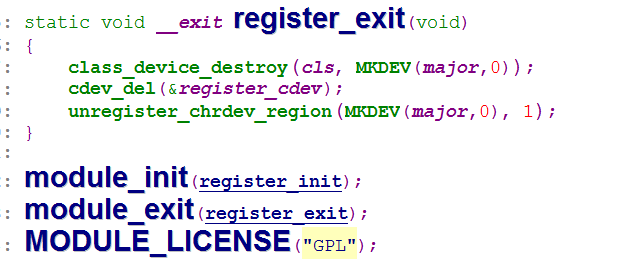 : static void __exit register_exit(void)
: {
: class_device_destroy(cls, MKDEV(major,0));
: cdev_del(&register_cdev);
: unregister_chrdev_region(MKDEV(major,0), 1);
: }
:
: module_init(register_init);
: module_exit(register_exit);
: MODULE_LICENSE("GPL");